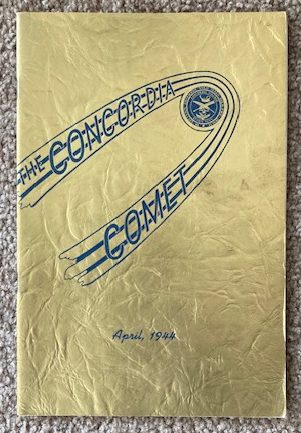 THE CONCORDIA
COMET
April, 1944